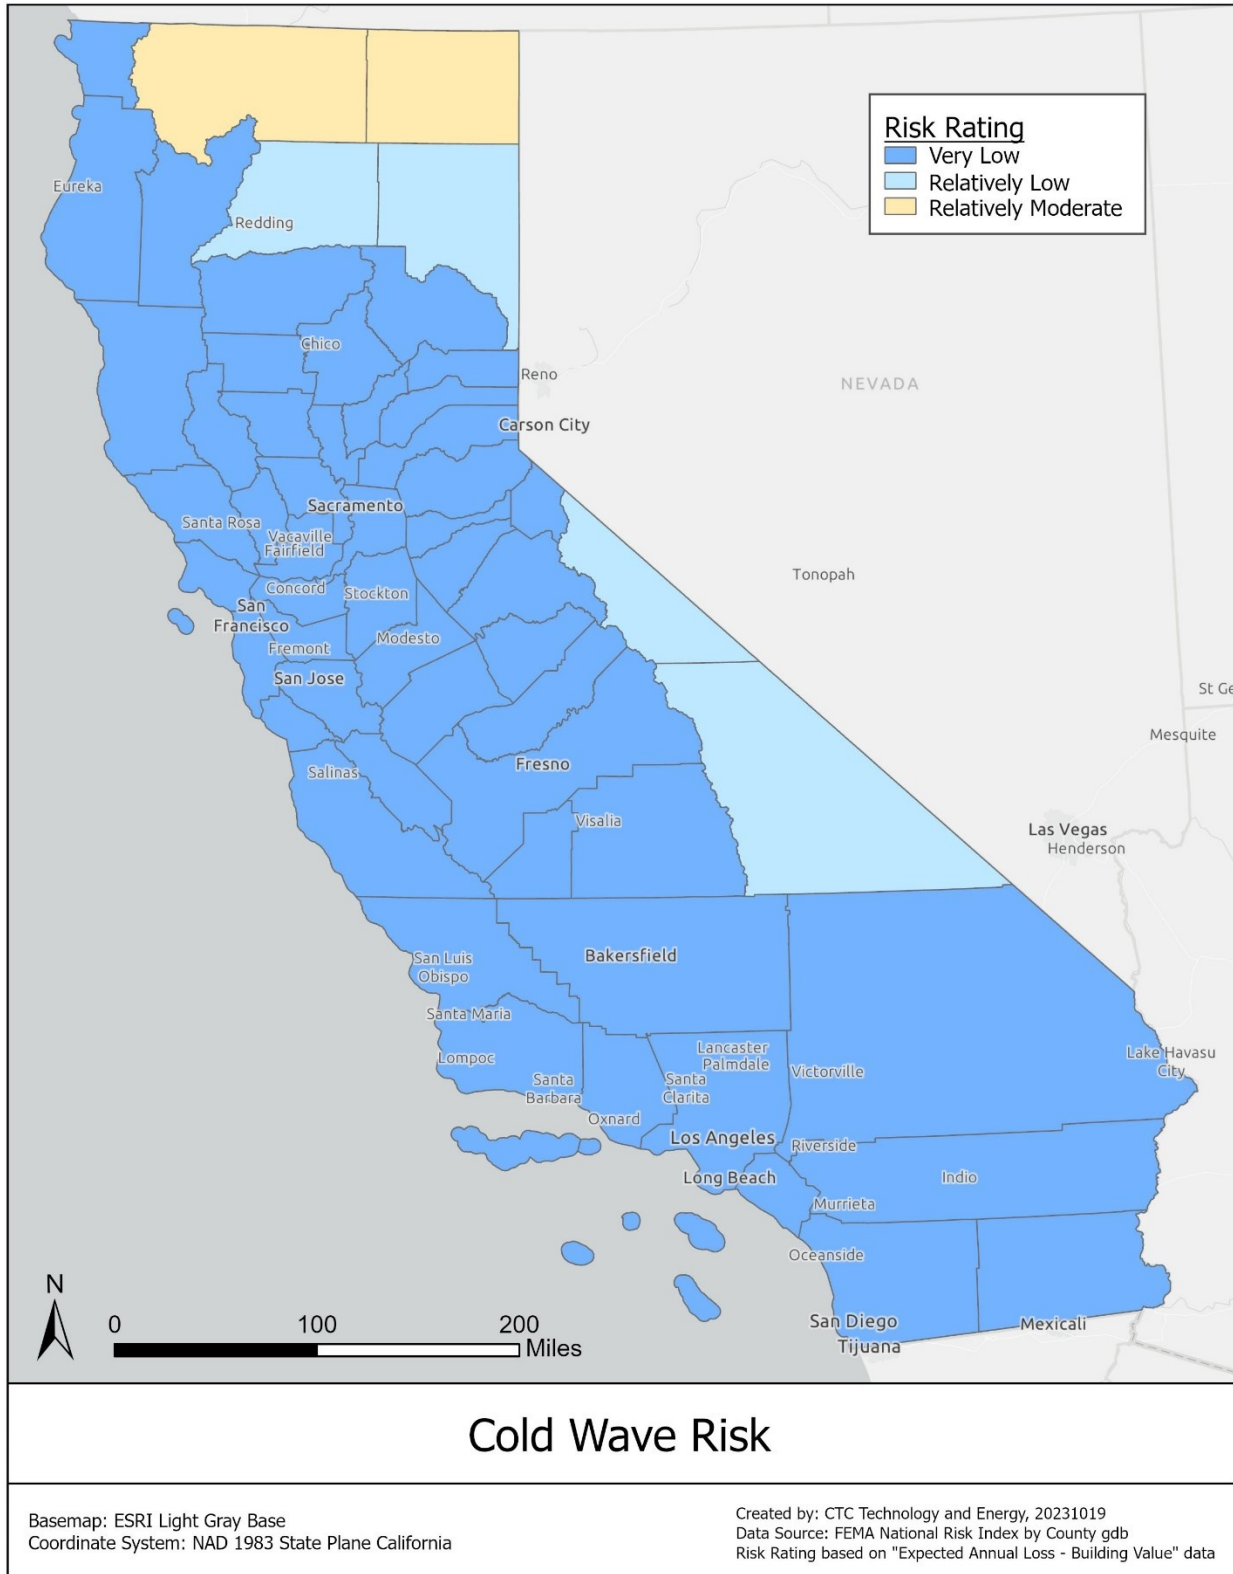 Risk Rating
Very Low
Relatively Low
Relatively Moderate
Eureka
Redding
Chico
Reno
NEVADA
Carson City
Sacramento
Santa Rosa
Vacaville
Fairfield
Tonopah
Concord
Stockton
San
Francisco
Modesto
Fremont
San Jose
St Ge
Mesquite
Fresno
Salinas
Visalia
Las Vegas
Henderson
Bakersfield
San Luis
Obispo
Santa Maria
Lompoc
Lancaster
Palmdale
Victorville
Lake Havasu
City
Santa
Barbara
Santa
Clarita
Oxnard
Los Angeles
Riverside
Long Beach
Indio
Murrieta
Oceanside
San Diego
Tijuana
Mexicali
N
0 100 200
Miles
Cold Wave Risk
Basemap: ESRI Light Gray Base
Coordinate System: NAD 1983 State Plane California
Created by: CTC Technology and Energy, 20231019
Data Source: FEMA National Risk Index by County gdb
Risk Rating based on "Expected Annual Loss - Building Value" data